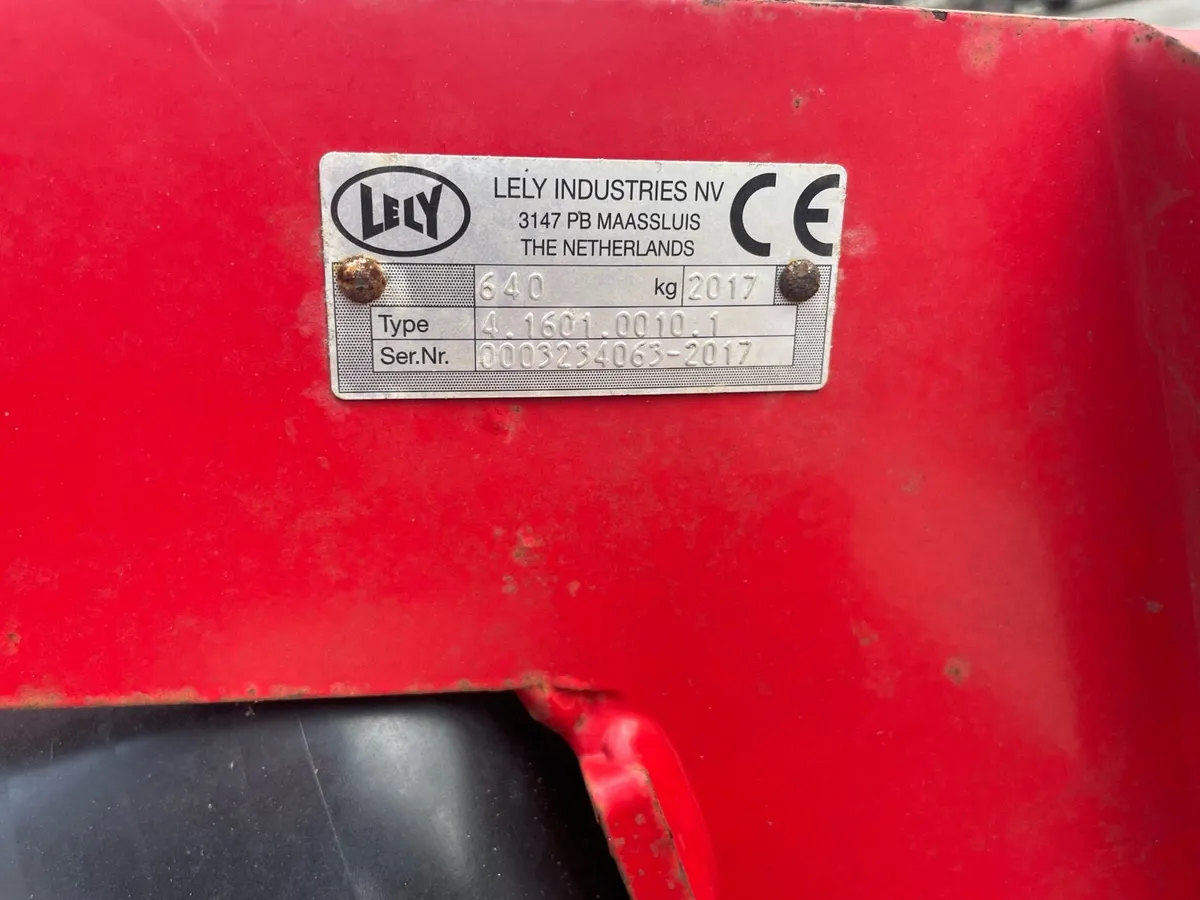 LELY
LELY INDUSTRIES NV
3147 PB MAASSLUIS
THE NETHERLANDS
CE
640 kg 2017
Type 4.1601.0010.1
Ser.Nr. 0003234063-2017